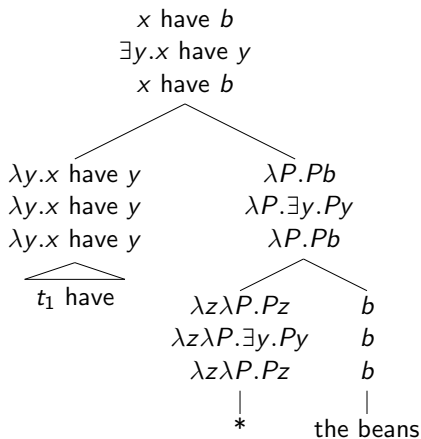 x have b
∃y.x have y
x have b
λy.x have y λP.Pb
λy.x have y λP.∃y.Py
λy.x have y λP.Pb
t₁ have
λzλP.Pz b
λzλP.∃y.Py b
λzλP.Pz b
* the beans